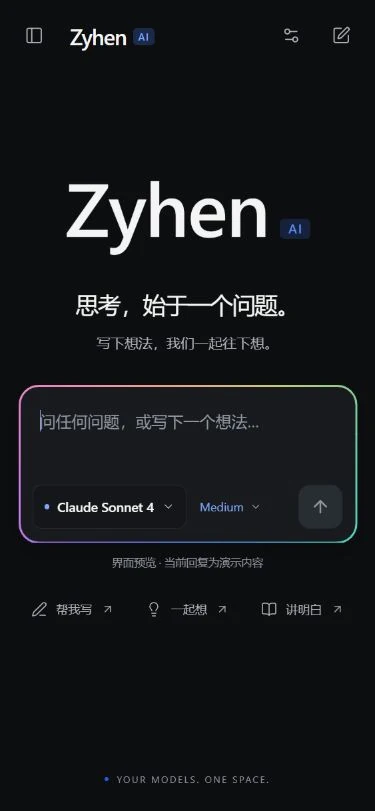 Zyhen AI
Zyhen AI
思考，始于一个问题。
写下想法，我们一起往下想。
问任何问题，或写下一个想法...
Claude Sonnet 4 Medium
界面预览 · 当前回复为演示内容
帮我写 一起想 讲明白
YOUR MODELS. ONE SPACE.